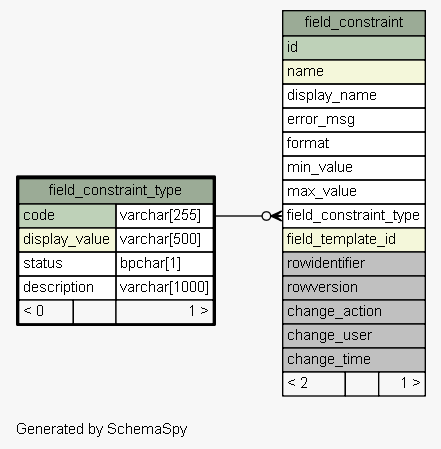 field_constraint
id
name
display_name
error_msg
format
min_value
max_value
field_constraint_type
field_template_id
rowidentifier
rowversion
change_action
change_user
change_time
< 2 1 >
field_constraint_type
code varchar[255]
display_value varchar[500]
status bpchar[1]
description varchar[1000]
< 0 1 >
Generated by SchemaSpy